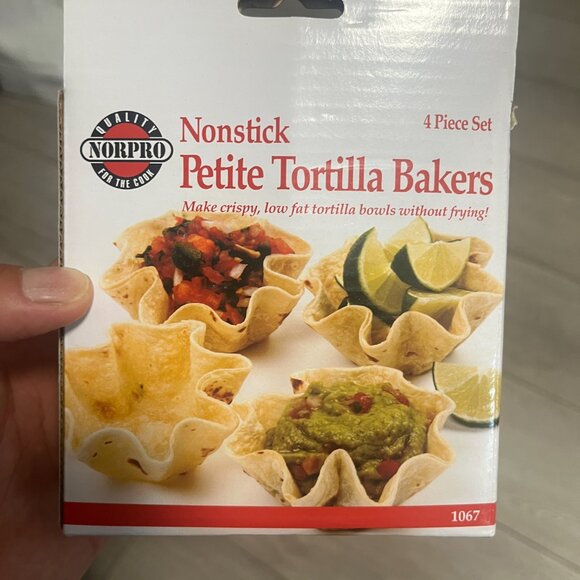 QUALITY
NORPRO
FOR THE COOK
4 Piece Set
Nonstick
Petite Tortilla Bakers
Make crispy, low fat tortilla bowls without frying!
1067